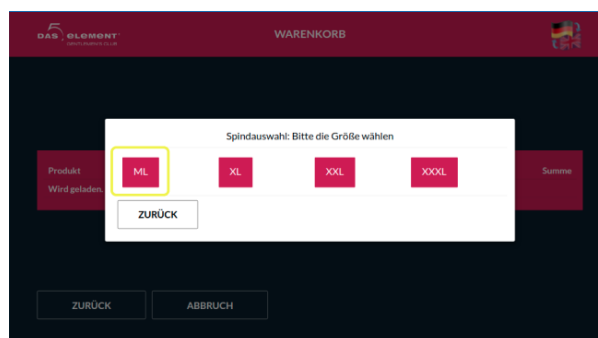 DAS 5 element
WARENKORB
Spindauswahl: Bitte die Größe wählen
Produkt
Summe
ML
XL
XXL
XXXL
Wird geladen.
ZURÜCK
ZURÜCK
ABBRUCH